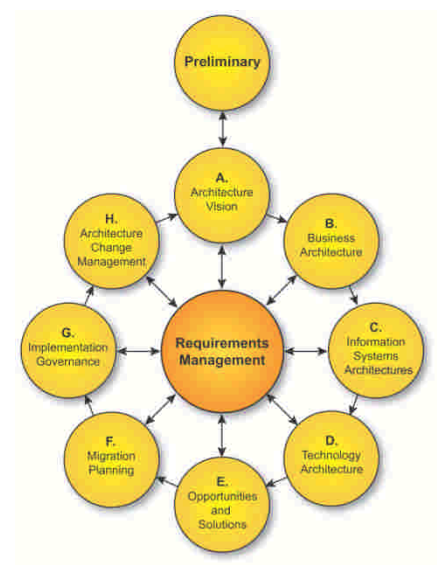 Preliminary
A.
Architecture
Vision
B.
Business
Architecture
C.
Information
Systems
Architectures
D.
Technology
Architecture
E.
Opportunities
and
Solutions
F.
Migration
Planning
G.
Implementation
Governance
H.
Architecture
Change
Management
Requirements
Management